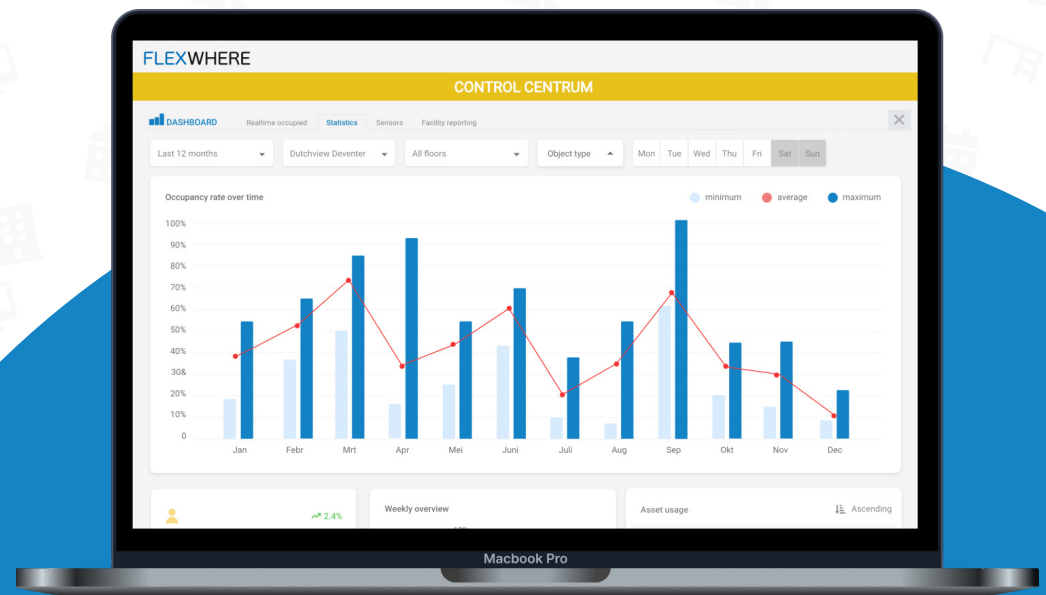 FLEXWHERE
CONTROL CENTRUM
DASHBOARD Realtime occupied Statistics Sensors Facility reporting
Last 12 months Dutchview Deventer All floors Object type Mon Tue Wed Thu Fri Sat Sun
Occupancy rate over time minimum average maximum
100%
90%
80%
70%
60%
50%
40%
30&
20%
10%
0
Jan Febr Mrt Apr Mei Juni Juli Aug Sep Okt Nov Dec
2.4% Weekly overview Asset usage Ascending
Macbook Pro